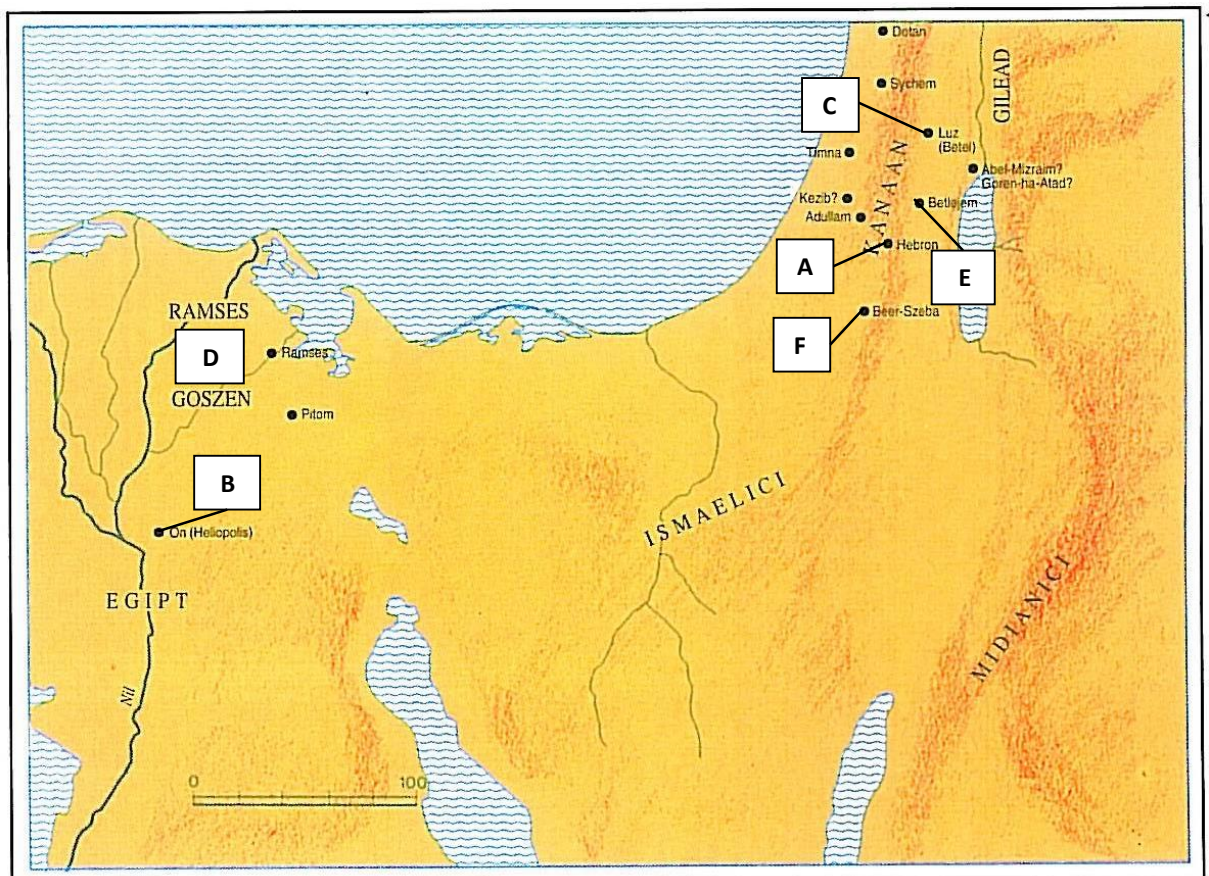 Dotan
Sychem
C
GILEAD
Luz
(Betel)
Timna
Abel-Mizraim?
Goren-ha-Atad?
KANAAN
Kezib?
Betlejem
Adullam
Hebron
A
E
RAMSES
Beer-Szeba
D
F
Ramses
GOSZEN
Pitom
B
On (Heliopolis)
ISMAELICI
EGIPT
MIDIANICI
Nil
0 100